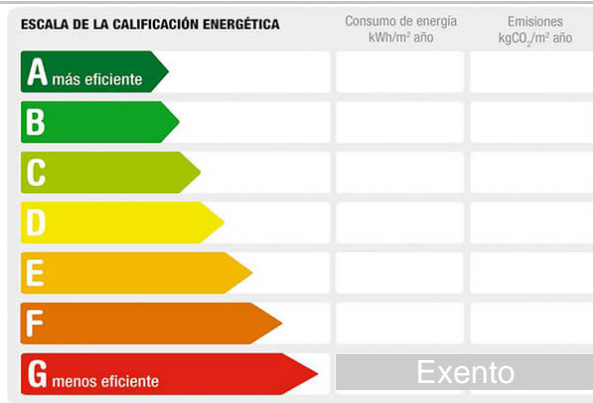 ESCALA DE LA CALIFICACIÓN ENERGÉTICA
Consumo de energía
kWh/m² año
Emisiones
kgCO₂/m² año
A más eficiente
B
C
D
E
F
G menos eficiente
Exento